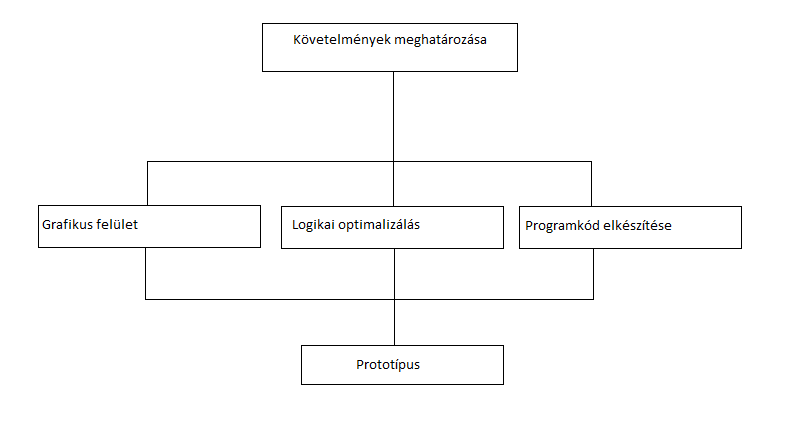 Követelmények meghatározása
Grafikus felület
Logikai optimalizálás
Programkód elkészítése
Prototípus